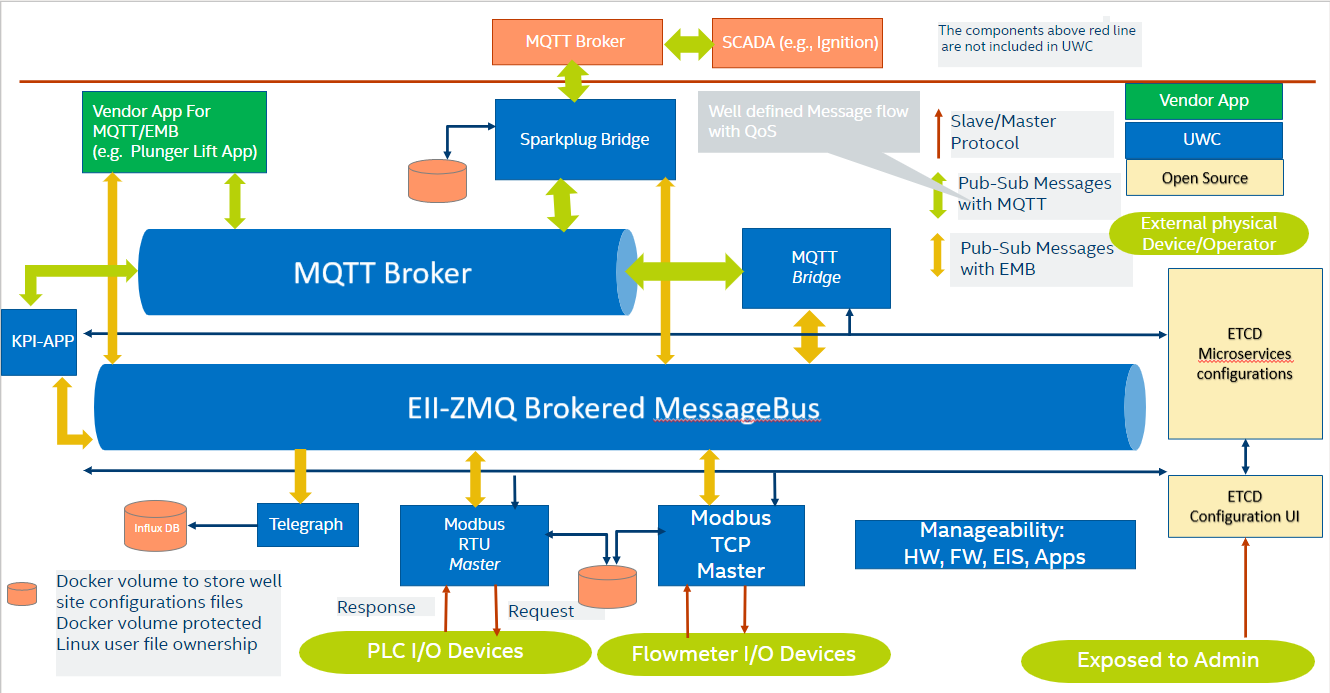 MQTT Broker
SCADA (e.g., Ignition)
The components above red line
are not included in UWC
Vendor App For
MQTT/EMB
(e.g. Plunger Lift App)
Sparkplug Bridge
Well defined Message flow
with QoS
Slave/Master
Protocol
Vendor App
UWC
Open Source
Pub-Sub Messages
with MQTT
External physical
Device/Operator
Pub-Sub Messages
with EMB
MQTT Broker
MQTT
Bridge
KPI-APP
ETCD
Microservices
configurations
EII-ZMQ Brokered MessageBus
ETCD
Configuration UI
Influx DB
Telegraph
Modbus
RTU
Master
Modbus
TCP
Master
Manageability:
HW, FW, EIS, Apps
Docker volume to store well
site configurations files
Docker volume protected
Linux user file ownership
Response
Request
PLC I/O Devices
Flowmeter I/O Devices
Exposed to Admin